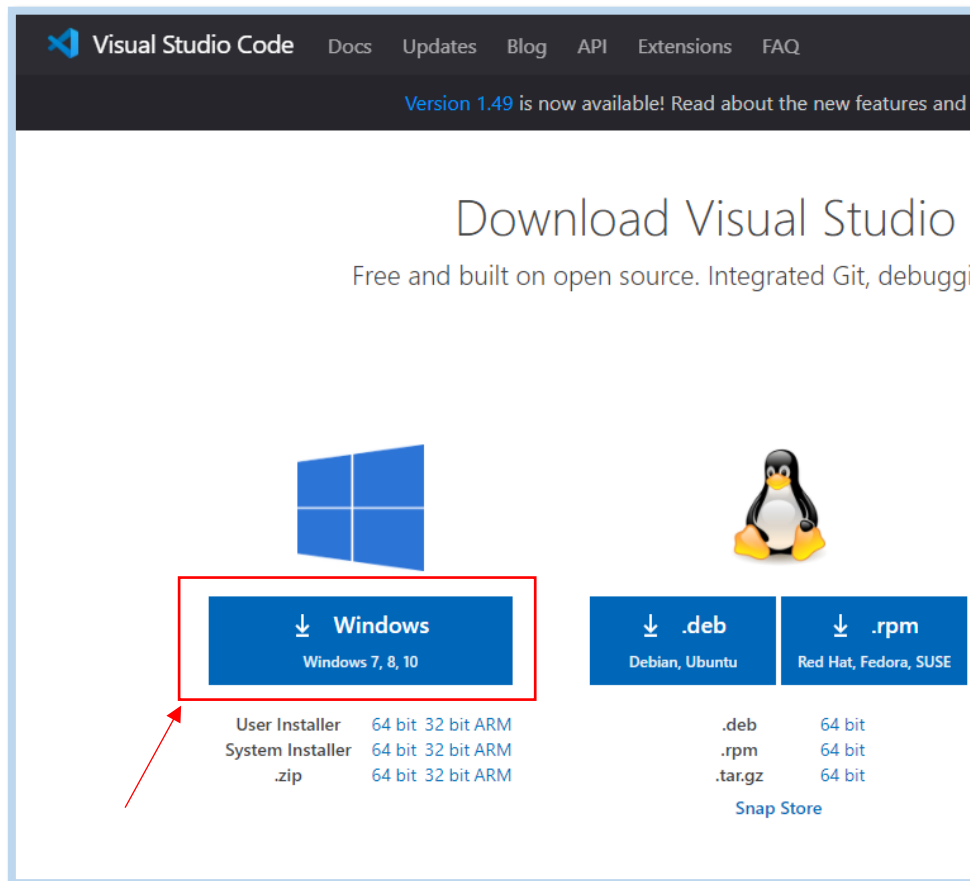 Visual Studio Code Docs Updates Blog API Extensions FAQ
Version 1.49 is now available! Read about the new features and
Download Visual Studio
Free and built on open source. Integrated Git, debuggi
Windows
Windows 7, 8, 10
User Installer 64 bit 32 bit ARM
System Installer 64 bit 32 bit ARM
.zip 64 bit 32 bit ARM
.deb
Debian, Ubuntu
.rpm
Red Hat, Fedora, SUSE
.deb 64 bit
.rpm 64 bit
.tar.gz 64 bit
Snap Store